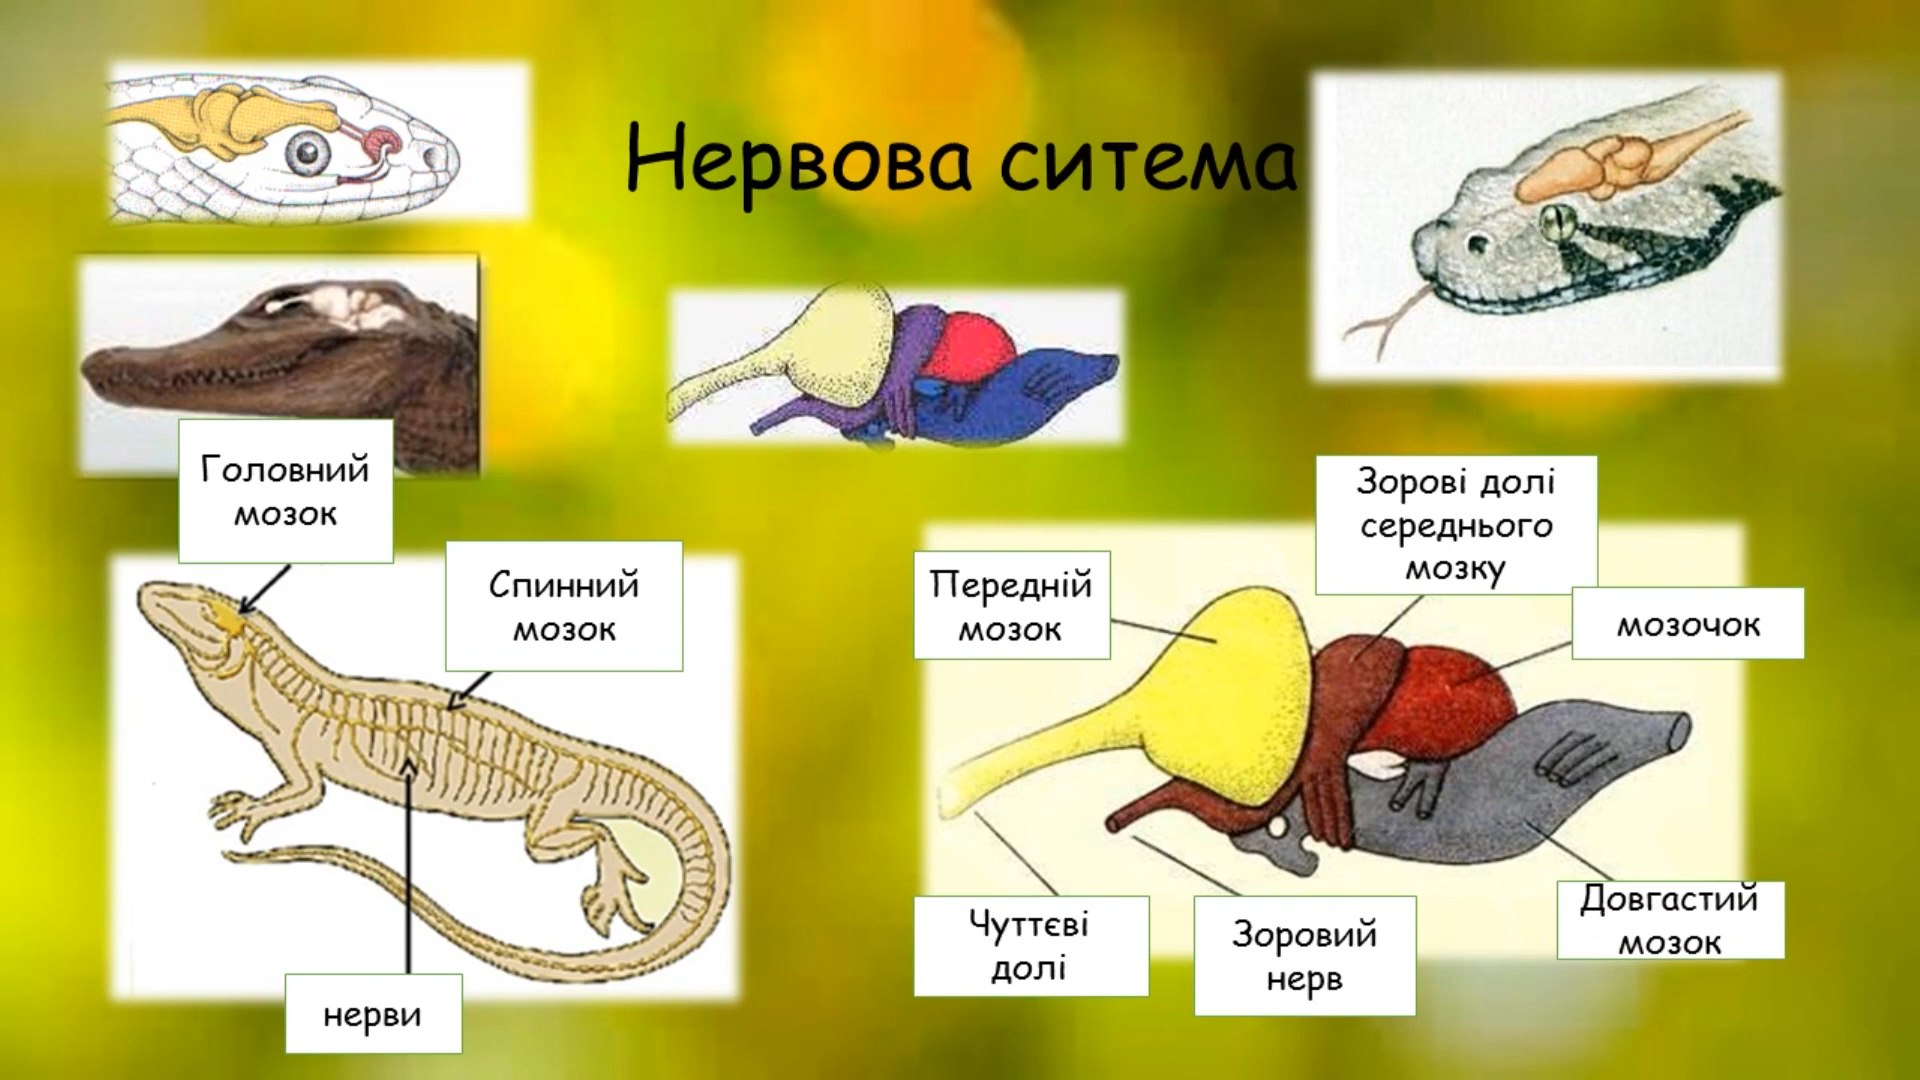 Нервова ситема
Головний
мозок
Спинний
мозок
нерви
Зорові долі
середнього
мозку
Передній
мозок
мозочок
Чуттєві
долі
Зоровий
нерв
Довгастий
мозок